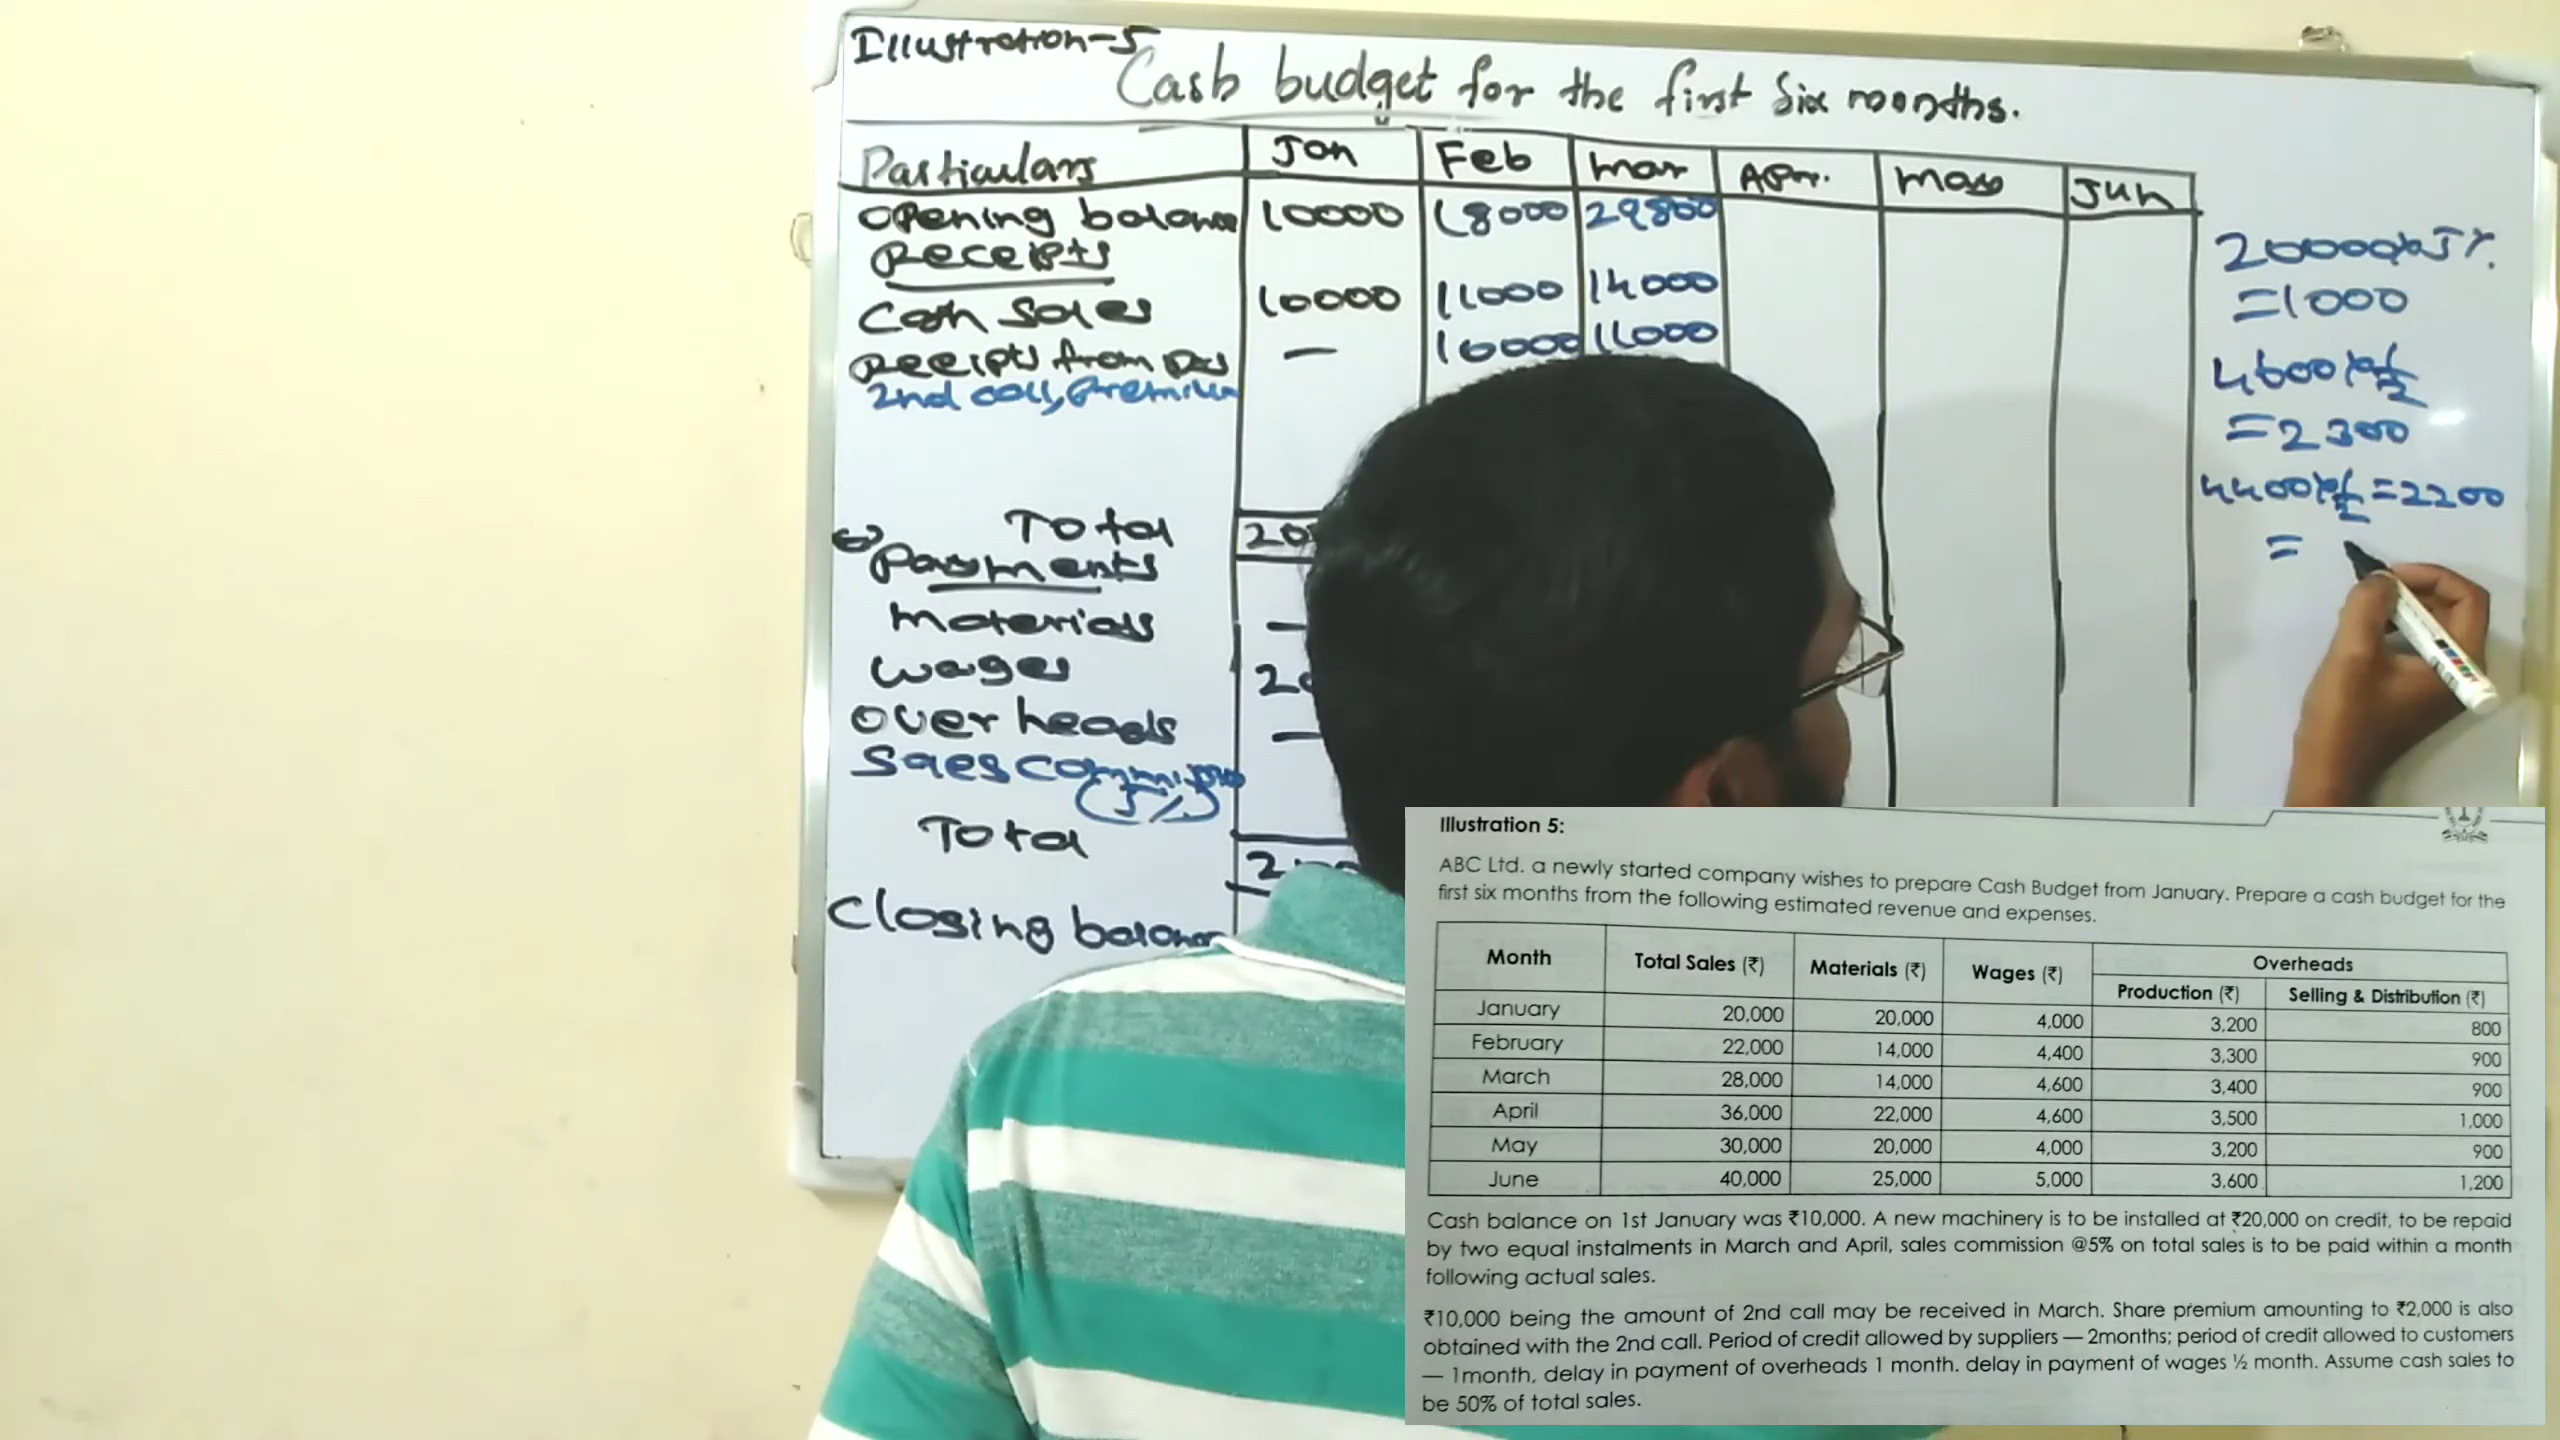 Illustration-5
Cash budget for the first Six months.
Particulars Jan Feb Mar Apr. May Jun
Opening balance 10000 18000 29800
Receipts
Cash Sales 10000 11000 14000
Receipts from Drs — 10000 11000
2nd call, Premium
Total 20
(-) Payments
Materials —
Wages 20
Over heads —
Sales Commission
(5%)
Total
Closing balance
20000x5%
=1000
4600x1/2
=2300
4400x1/2=2200
=
Illustration 5:
ABC Ltd. a newly started company wishes to prepare Cash Budget from January. Prepare a cash budget for the
first six months from the following estimated revenue and expenses.
Month Total Sales (₹) Materials (₹) Wages (₹) Overheads
Production (₹) Selling & Distribution (₹)
January 20,000 20,000 4,000 3,200 800
February 22,000 14,000 4,400 3,300 900
March 28,000 14,000 4,600 3,400 900
April 36,000 22,000 4,600 3,500 1,000
May 30,000 20,000 4,000 3,200 900
June 40,000 25,000 5,000 3,600 1,200
Cash balance on 1st January was ₹10,000. A new machinery is to be installed at ₹20,000 on credit, to be repaid
by two equal instalments in March and April, sales commission @5% on total sales is to be paid within a month
following actual sales.
₹10,000 being the amount of 2nd call may be received in March. Share premium amounting to ₹2,000 is also
obtained with the 2nd call. Period of credit allowed by suppliers — 2months; period of credit allowed to customers
— 1month, delay in payment of overheads 1 month. delay in payment of wages ½ month. Assume cash sales to
be 50% of total sales.